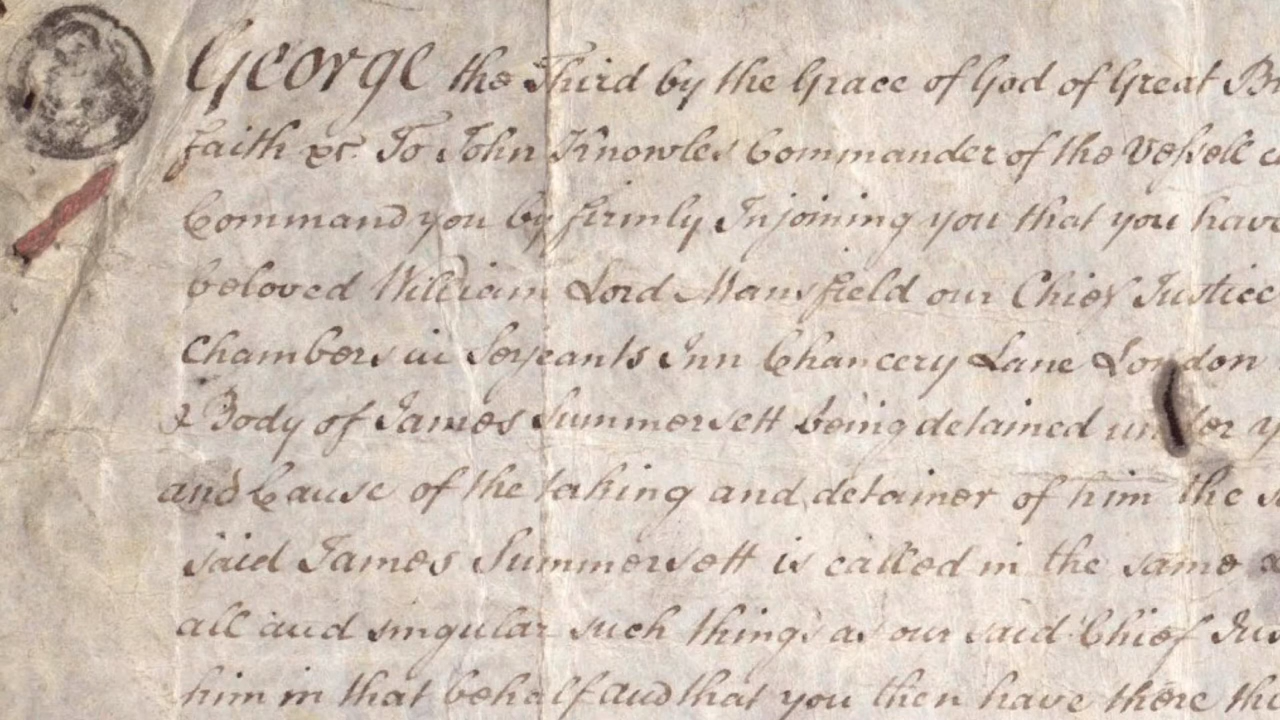 George the Third by the Grace of God of Great
faith &c To John Knowles Commander of the Vessell
Command you by firmly Injoining you that you have
beloved William Lord Mansfield our Chief Justice
Chambers in Serjeants Inn Chancery Lane London
& Body of James Summersett being detained under
and Cause of the taking and detainer of him the
said James Summersett is called in the same
all and singular such things as our said Chief
him in that behalf and that you then have there